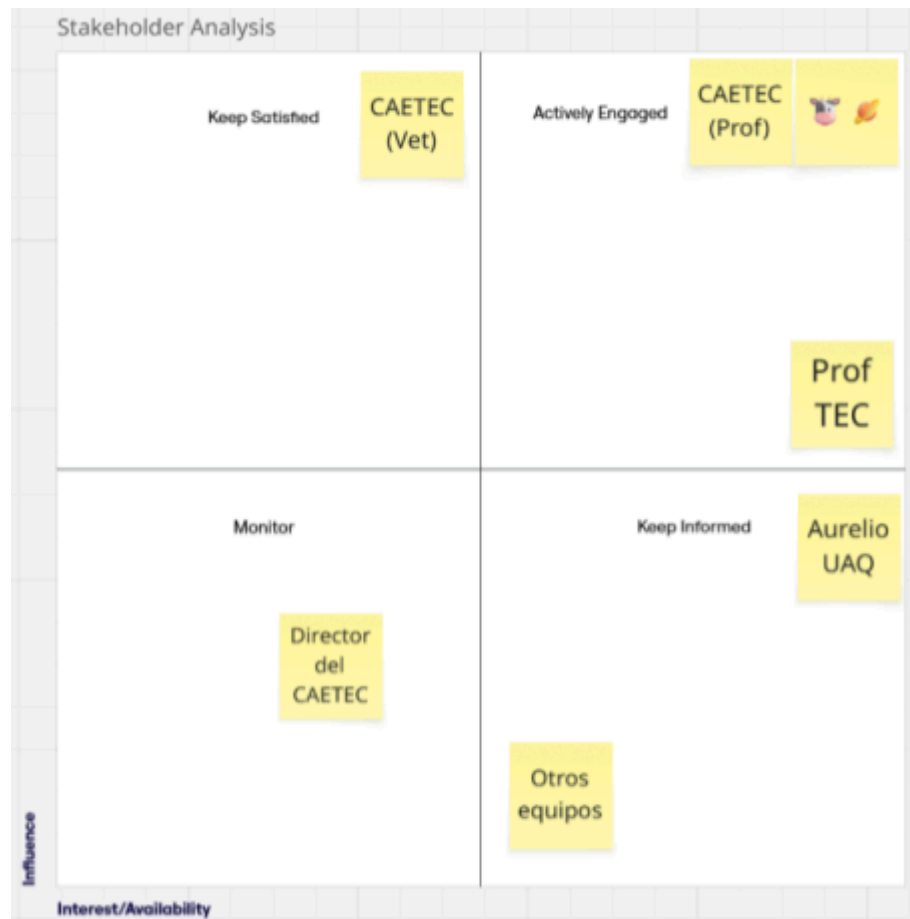 Stakeholder Analysis
Keep Satisfied
CAETEC
(Vet)
Actively Engaged
CAETEC
(Prof)
🐮 🪐
Prof
TEC
Monitor
Director
del
CAETEC
Keep Informed
Aurelio
UAQ
Otros
equipos
Influence
Interest/Availability